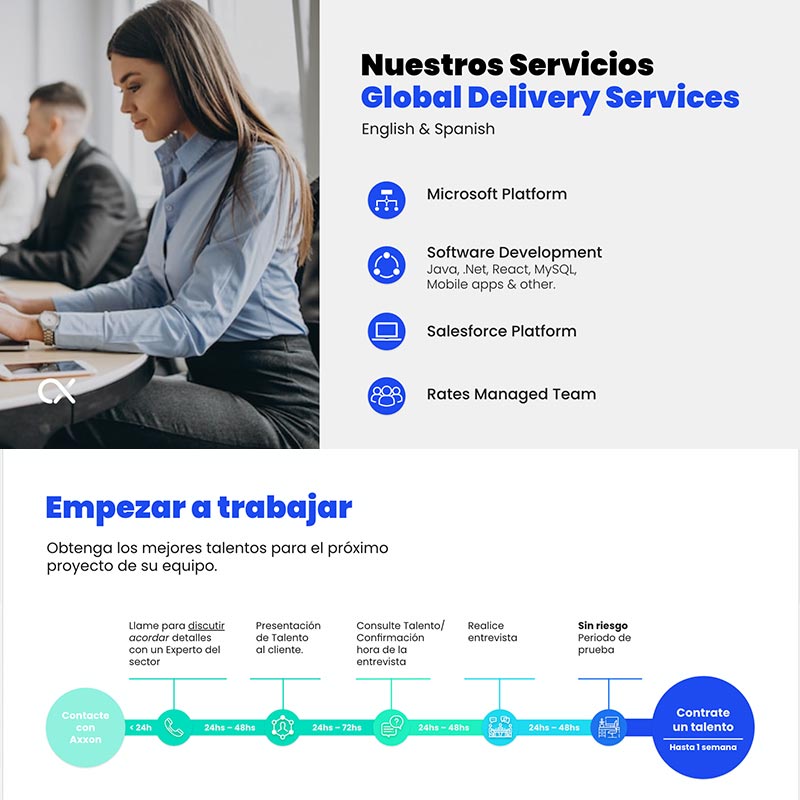 Nuestros Servicios
Global Delivery Services
English & Spanish
Microsoft Platform
Software Development
Java, .Net, React, MySQL,
Mobile apps & other.
Salesforce Platform
Rates Managed Team
Empezar a trabajar
Obtenga los mejores talentos para el próximo
proyecto de su equipo.
Llame para discutir
acordar detalles
con un Experto del
sector
Presentación
de Talento
al cliente.
Consulte Talento/
Confirmación
hora de la
entrevista
Realice
entrevista
Sin riesgo
Periodo de
prueba
Contacte
con
Axxon
< 24h
24hs – 48hs
24hs – 72hs
24hs – 48hs
24hs – 48hs
Contrate
un talento
Hasta 1 semana